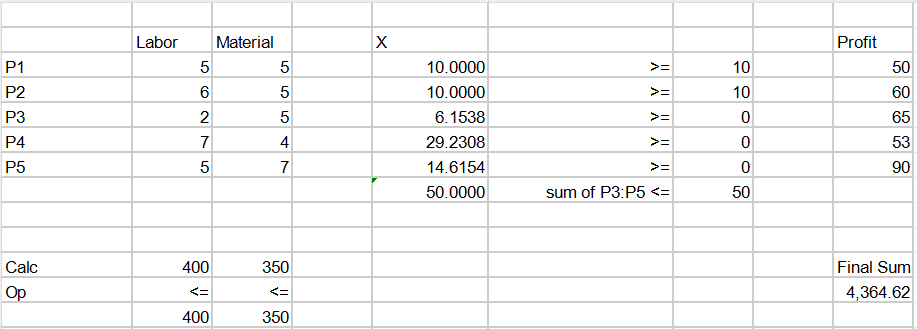 Labor Material X Profit
P1 5 5 10.0000 >= 10 50
P2 6 5 10.0000 >= 10 60
P3 2 5 6.1538 >= 0 65
P4 7 4 29.2308 >= 0 53
P5 5 7 14.6154 >= 0 90
50.0000 sum of P3:P5 <= 50
Calc 400 350 Final Sum
Op <= <= 4,364.62
400 350